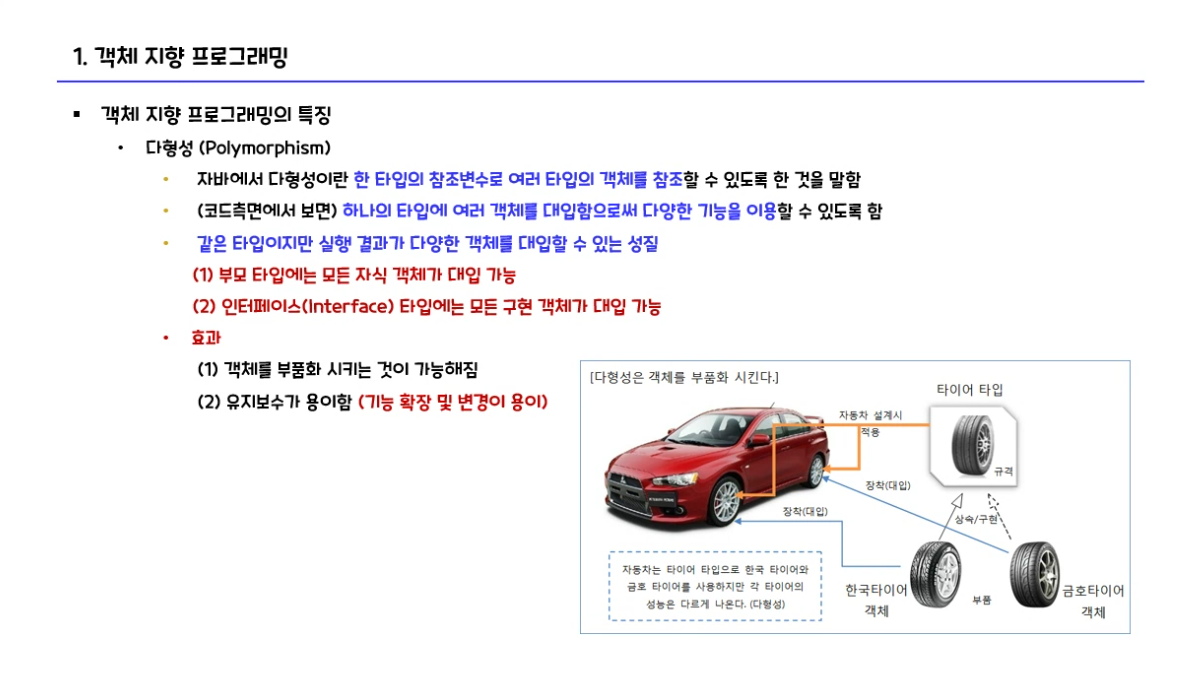 1. 객체 지향 프로그래밍
▪ 객체 지향 프로그래밍의 특징
• 다형성 (Polymorphism)
• 자바에서 다형성이란 한 타입의 참조변수로 여러 타입의 객체를 참조할 수 있도록 한 것을 말함
• (코드측면에서 보면) 하나의 타입에 여러 객체를 대입함으로써 다양한 기능을 이용할 수 있도록 함
• 같은 타입이지만 실행 결과가 다양한 객체를 대입할 수 있는 성질
(1) 부모 타입에는 모든 자식 객체가 대입 가능
(2) 인터페이스(Interface) 타입에는 모든 구현 객체가 대입 가능
• 효과
(1) 객체를 부품화 시키는 것이 가능해짐
(2) 유지보수가 용이함 (기능 확장 및 변경이 용이)
[다형성은 객체를 부품화 시킨다.]
타이어 타입
자동차 설계시
적용
규격
장착(대입)
장착(대입)
상속/구현
자동차는 타이어 타입으로 한국 타이어와
금호 타이어를 사용하지만 각 타이어의
성능은 다르게 나온다. (다형성)
한국타이어
객체
부품
금호타이어
객체